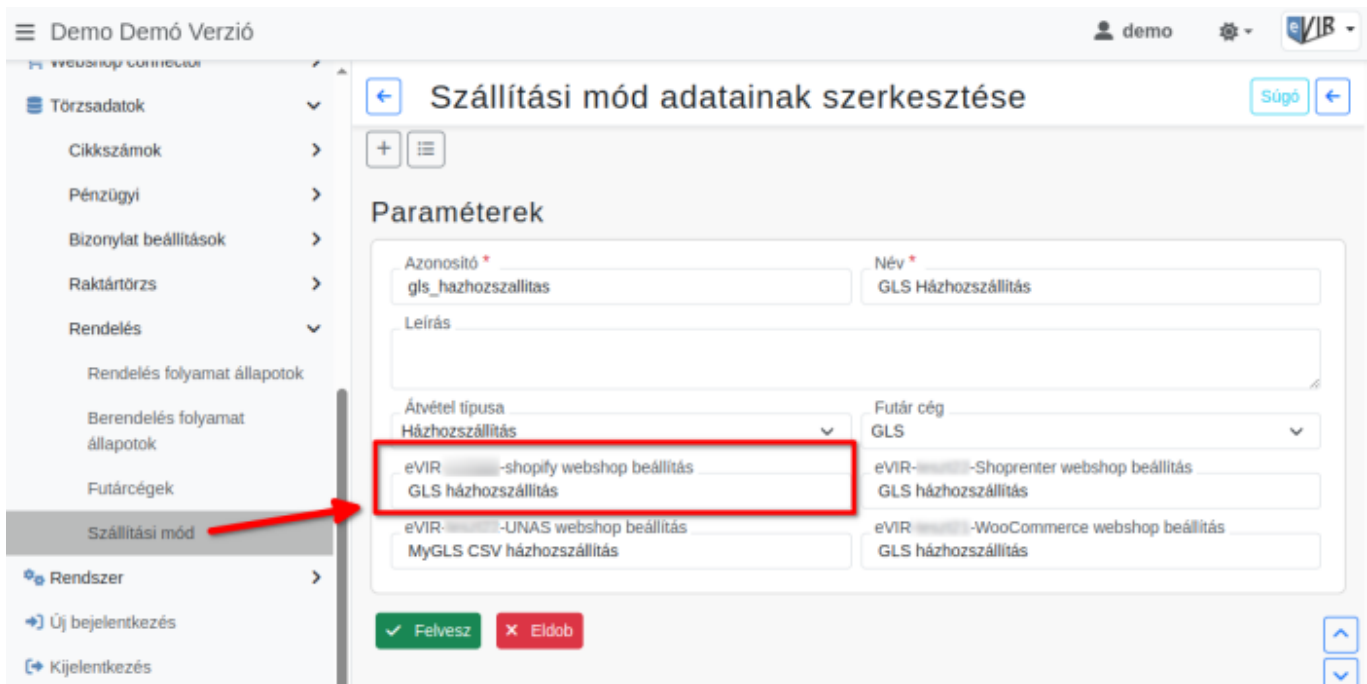 Demo Demó Verzió
demo
eVIR
Webshop connector
Törzsadatok
Cikkszámok
Pénzügyi
Bizonylat beállítások
Raktártörzs
Rendelés
Rendelés folyamat állapotok
Berendelés folyamat
állapotok
Futárcégek
Szállítási mód
Rendszer
Új bejelentkezés
Kijelentkezés
Szállítási mód adatainak szerkesztése
Súgó
Paraméterek
Azonosító *
gls_hazhozszallitas
Név *
GLS Házhozszállítás
Leírás
Átvétel típusa
Házhozszállítás
Futár cég
GLS
eVIR -shopify webshop beállítás
GLS házhozszállítás
eVIR- -Shoprenter webshop beállítás
GLS házhozszállítás
eVIR- -UNAS webshop beállítás
MyGLS CSV házhozszállítás
eVIR -WooCommerce webshop beállítás
GLS házhozszállítás
Felvesz
Eldob